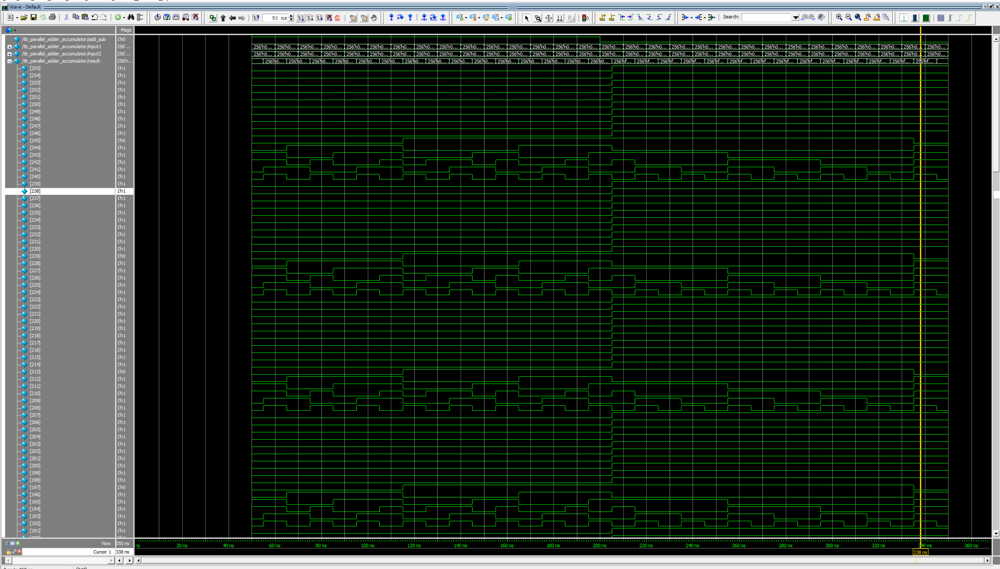 Wave - Default
50 ns
Search:
Msgs
/tb_parallel_adder_accumulator/add_sub 1'h0
/tb_parallel_adder_accumulator/input1 256'... 256'h0... 256'h0... 256'h0... 256'h0... 256'h0... 256'h0... 256'h0... 256'h0... 256'h0... 256'h0... 256'h0... 256'h0... 256'h0... 256'h0... 256'h0... 256'h0... 256'h0... 256'h0... 256'h0... 256'h0... 256'h0... 256'h0... 256'h0... 256'h0... 256'h0... 256'h0... 256'h0... 256'h0... 256'h0... 256'h0...
/tb_parallel_adder_accumulator/input2 256'... 256'h0... 256'h0... 256'h0... 256'h0... 256'h0... 256'h0... 256'h0... 256'h0... 256'h0... 256'h0... 256'h0... 256'h0... 256'h0... 256'h0... 256'h0... 256'h0... 256'h0... 256'h0... 256'h0... 256'h0... 256'h0... 256'h0... 256'h0... 256'h0... 256'h0... 256'h0... 256'h0... 256'h0... 256'h0... 256'h0...
/tb_parallel_adder_accumulator/result 256'h... 256'h0... 256'h0... 256'h0... 256'h0... 256'h0... 256'h0... 256'h0... 256'h0... 256'h0... 256'h0... 256'h0... 256'h0... 256'h0... 256'h0... 256'h0... 256'hf... 256'hf... 256'hf... 256'hf... 256'hf... 256'hf... 256'hf... 256'hf... 256'hf... 256'hf... 256'hf... 256'hf... 256'hf... 256'hf...
[255] 1'h1
[254] 1'h1
[253] 1'h1
[252] 1'h1
[251] 1'h1
[250] 1'h1
[249] 1'h1
[248] 1'h1
[247] 1'h1
[246] 1'h1
[245] 1'h0
[244] 1'h1
[243] 1'h1
[242] 1'h1
[241] 1'h1
[240] 1'h1
[239] 1'h1
[238] 1'h1
[237] 1'h1
[236] 1'h1
[235] 1'h1
[234] 1'h1
[233] 1'h1
[232] 1'h1
[231] 1'h1
[230] 1'h1
[229] 1'h0
[228] 1'h1
[227] 1'h1
[226] 1'h1
[225] 1'h1
[224] 1'h1
[223] 1'h1
[222] 1'h1
[221] 1'h1
[220] 1'h1
[219] 1'h1
[218] 1'h1
[217] 1'h1
[216] 1'h1
[215] 1'h1
[214] 1'h1
[213] 1'h0
[212] 1'h1
[211] 1'h1
[210] 1'h1
[209] 1'h1
[208] 1'h1
[207] 1'h1
[206] 1'h1
[205] 1'h1
[204] 1'h1
[203] 1'h1
[202] 1'h1
[201] 1'h1
[200] 1'h1
[199] 1'h1
[198] 1'h1
[197] 1'h0
[196] 1'h1
[195] 1'h1
[194] 1'h1
[193] 1'h1
[192] 1'h1
[191] 1'h1
Now 350 ns
ns 20 ns 40 ns 60 ns 80 ns 100 ns 120 ns 140 ns 160 ns 180 ns 200 ns 220 ns 240 ns 260 ns 280 ns 300 ns 320 ns 340 ns 360 ns
Cursor 1 338 ns
338 ns